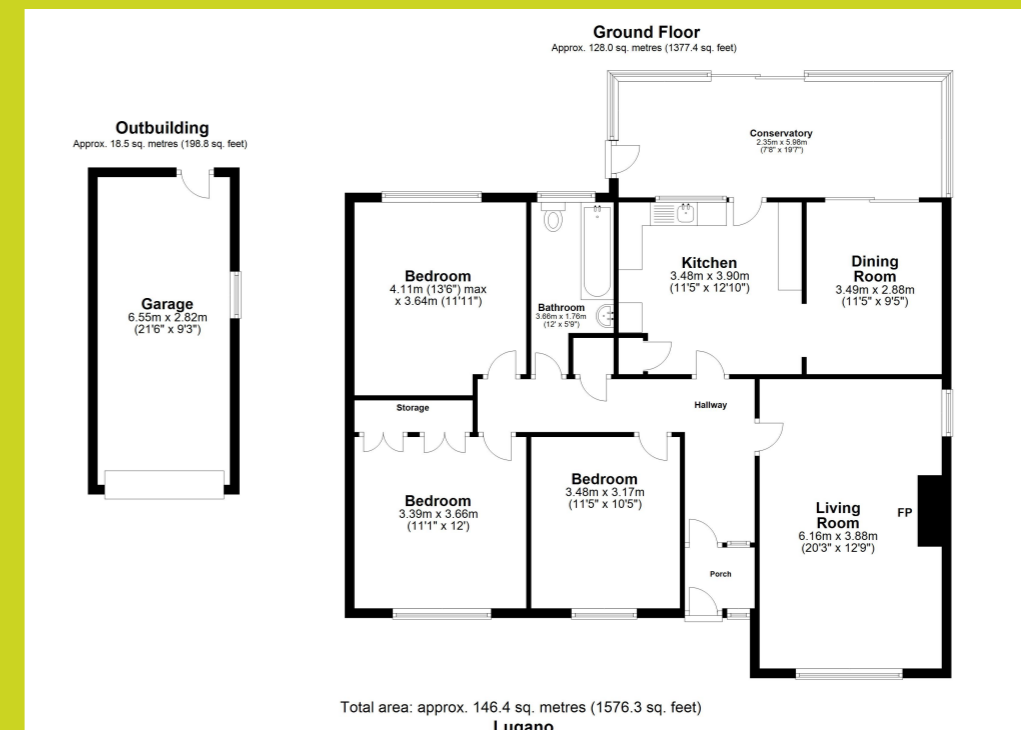 Ground Floor
Approx. 128.0 sq. metres (1377.4 sq. feet)
Outbuilding
Approx. 18.5 sq. metres (198.8 sq. feet)
Conservatory
2.35m x 5.98m
(7'8" x 19'7")
Garage
6.55m x 2.82m
(21'6" x 9'3")
Bedroom
4.11m (13'6") max
x 3.64m (11'11")
Bathroom
3.66m x 1.76m
(12' x 5'9")
Kitchen
3.48m x 3.90m
(11'5" x 12'10")
Dining
Room
3.49m x 2.88m
(11'5" x 9'5")
Storage
Hallway
Bedroom
3.39m x 3.66m
(11'1" x 12')
Bedroom
3.48m x 3.17m
(11'5" x 10'5")
Living
Room
6.16m x 3.88m
(20'3" x 12'9")
FP
Porch
Total area: approx. 146.4 sq. metres (1576.3 sq. feet)
Lugano